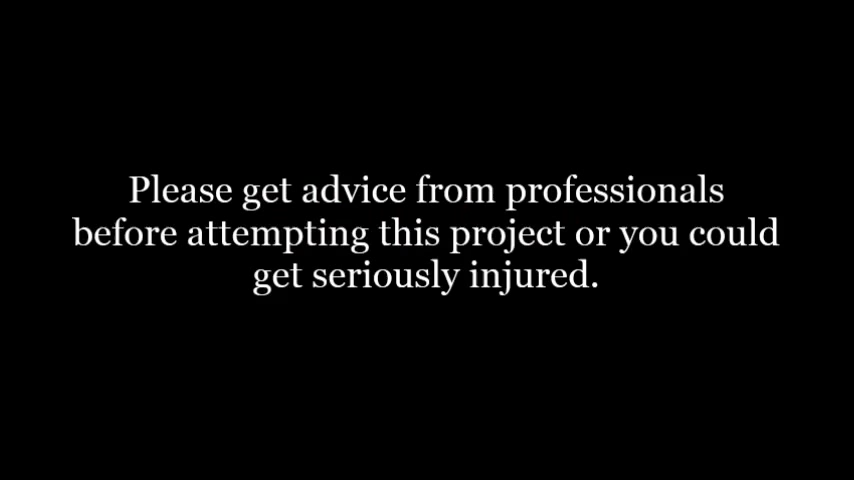 Please get advice from professionals
before attempting this project or you could
get seriously injured.